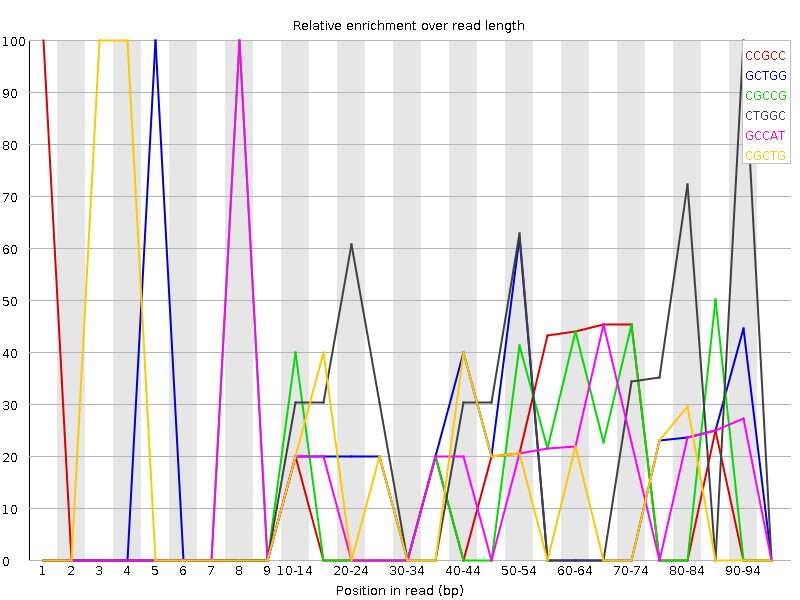 Relative enrichment over read length
100
90
80
70
60
50
40
30
20
10
0
CCGCC
GCTGG
CGCCG
CTGGC
GCCAT
CGCTG
1 2 3 4 5 6 7 8 9 10-14 20-24 30-34 40-44 50-54 60-64 70-74 80-84 90-94
Position in read (bp)